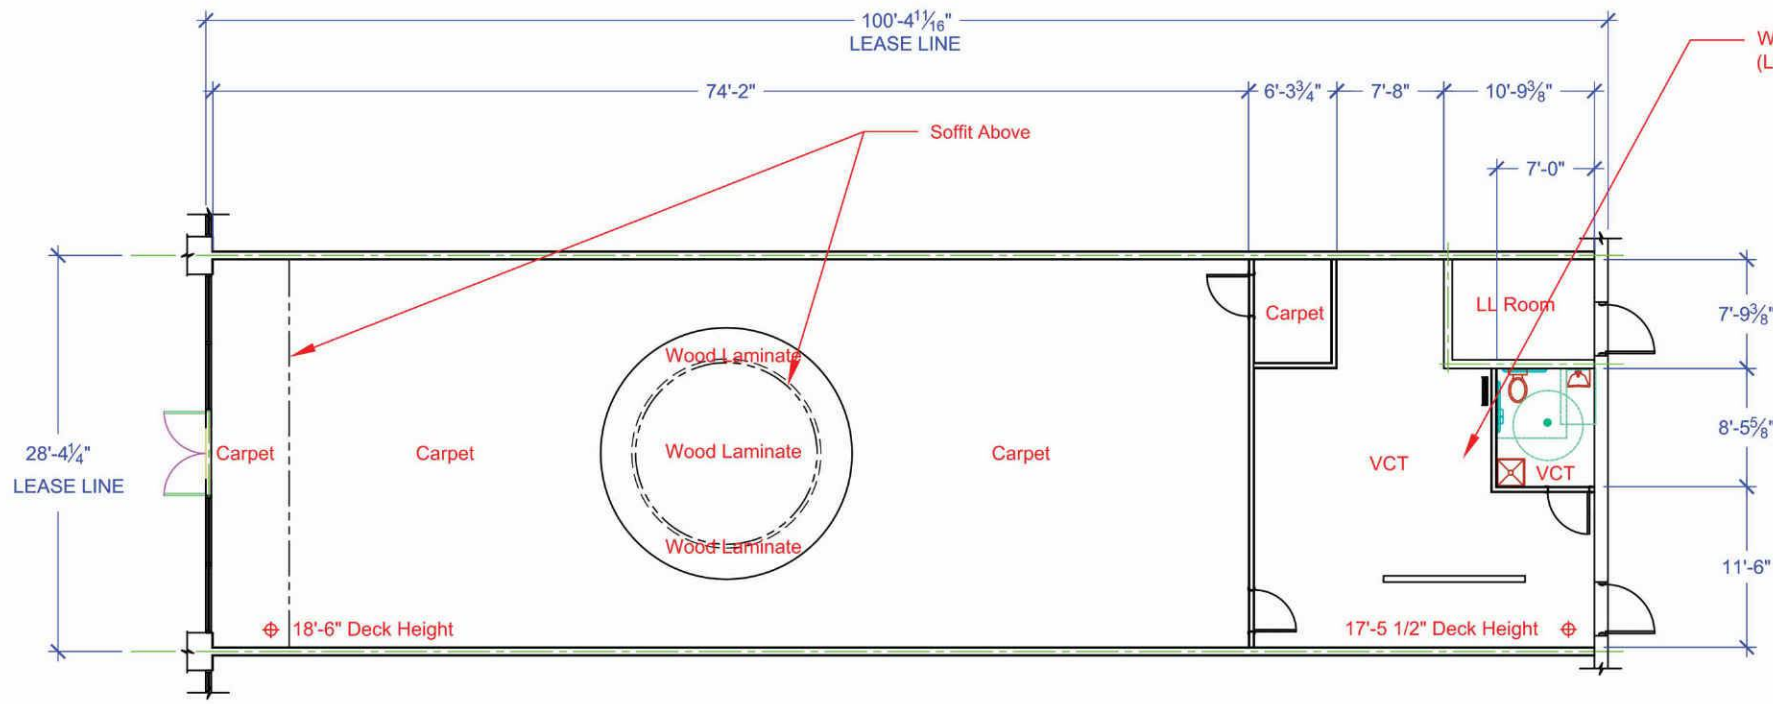 100'-4 11/16"
LEASE LINE
W
(L
74'-2"
6'-3 3/4"
7'-8"
10'-9 3/8"
Soffit Above
7'-0"
Carpet
LL Room
7'-9 3/8"
Wood Laminate
28'-4 1/4"
LEASE LINE
Carpet
Carpet
Wood Laminate
Carpet
VCT
VCT
8'-5 5/8"
Wood Laminate
11'-6"
18'-6" Deck Height
17'-5 1/2" Deck Height